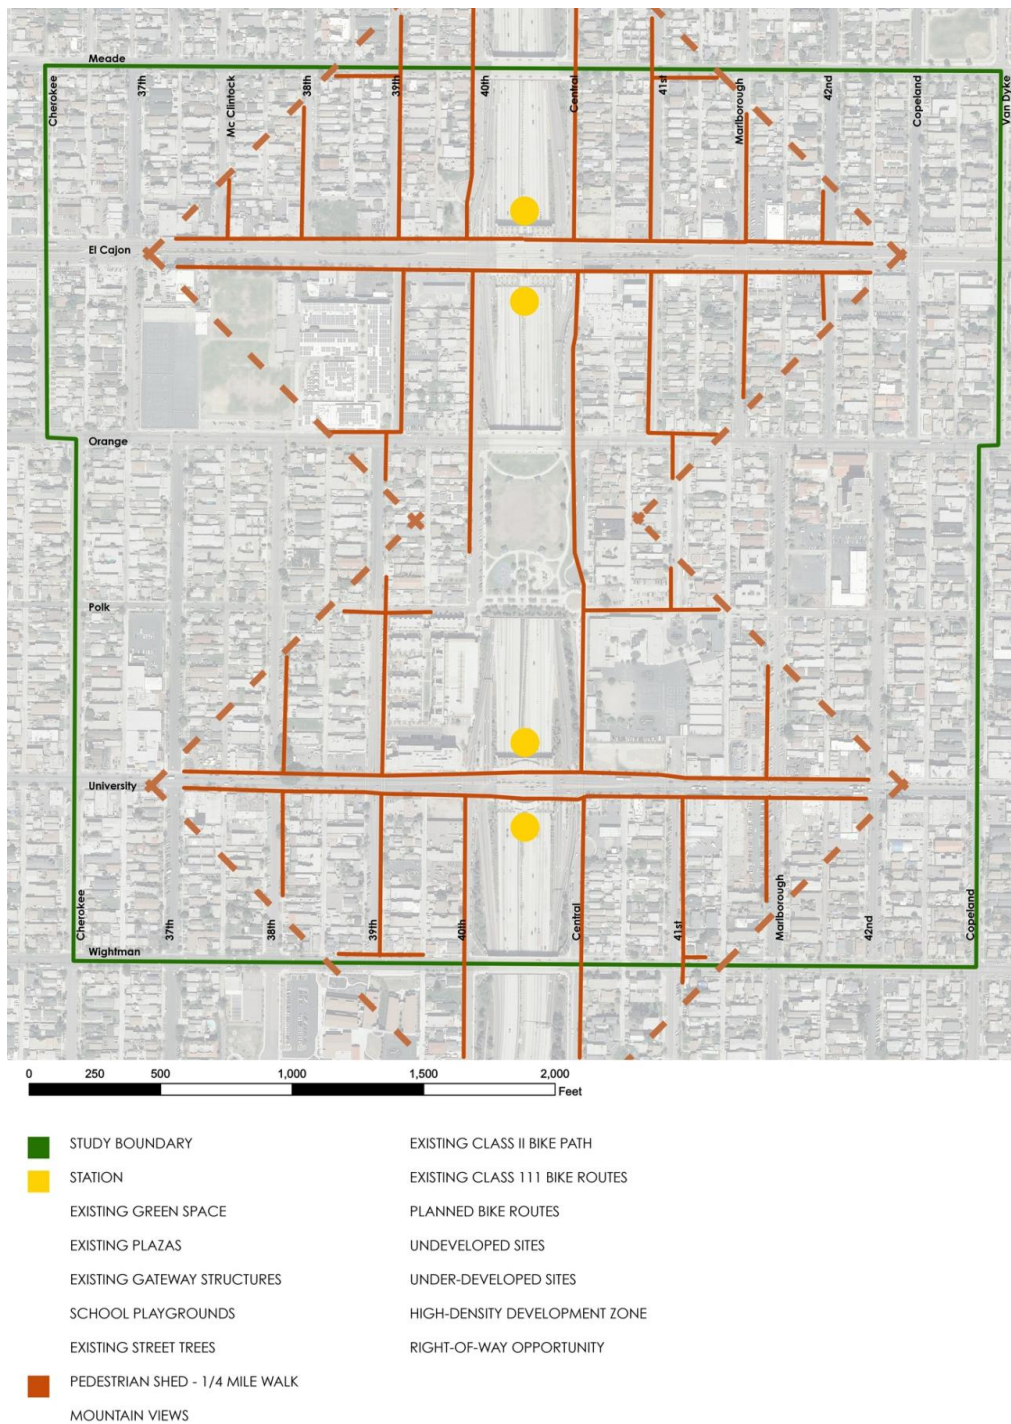 Meade
Cherokee
37th
Mc Clintock
38th
39th
40th
Central
41st
Marlborough
42nd
Copeland
Van Dyke
El Cajon
Orange
Polk
University
Cherokee
37th
38th
39th
40th
Central
41st
Marlborough
42nd
Copeland
Wightman
0 250 500 1,000 1,500 2,000
Feet
STUDY BOUNDARY
STATION
EXISTING GREEN SPACE
EXISTING PLAZAS
EXISTING GATEWAY STRUCTURES
SCHOOL PLAYGROUNDS
EXISTING STREET TREES
PEDESTRIAN SHED - 1/4 MILE WALK
MOUNTAIN VIEWS
EXISTING CLASS II BIKE PATH
EXISTING CLASS 111 BIKE ROUTES
PLANNED BIKE ROUTES
UNDEVELOPED SITES
UNDER-DEVELOPED SITES
HIGH-DENSITY DEVELOPMENT ZONE
RIGHT-OF-WAY OPPORTUNITY